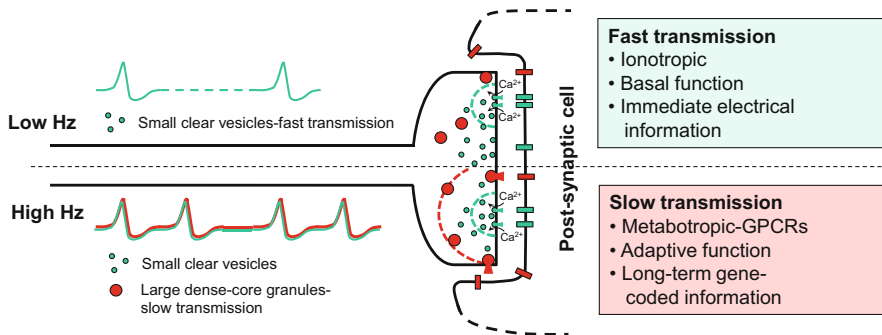 Low Hz
Small clear vesicles-fast transmission
High Hz
Small clear vesicles
Large dense-core granules-
slow transmission
Ca²⁺
Ca²⁺
Ca²⁺
Ca²⁺
Post-synaptic cell
Fast transmission
• Ionotropic
• Basal function
• Immediate electrical
information
Slow transmission
• Metabotropic-GPCRs
• Adaptive function
• Long-term gene-
coded information